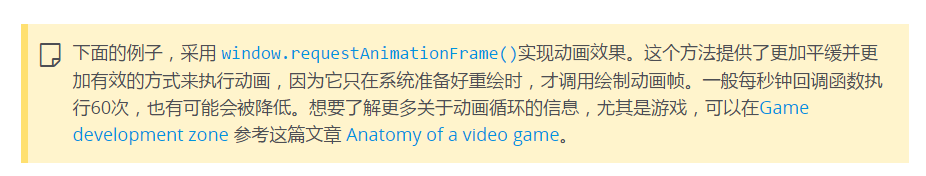 下面的例子，采用 window.requestAnimationFrame()实现动画效果。这个方法提供了更加平缓并更
加有效的方式来执行动画，因为它只在系统准备好重绘时，才调用绘制动画帧。一般每秒钟回调函数执
行60次，也有可能会被降低。想要了解更多关于动画循环的信息，尤其是游戏，可以在Game
development zone 参考这篇文章 Anatomy of a video game。